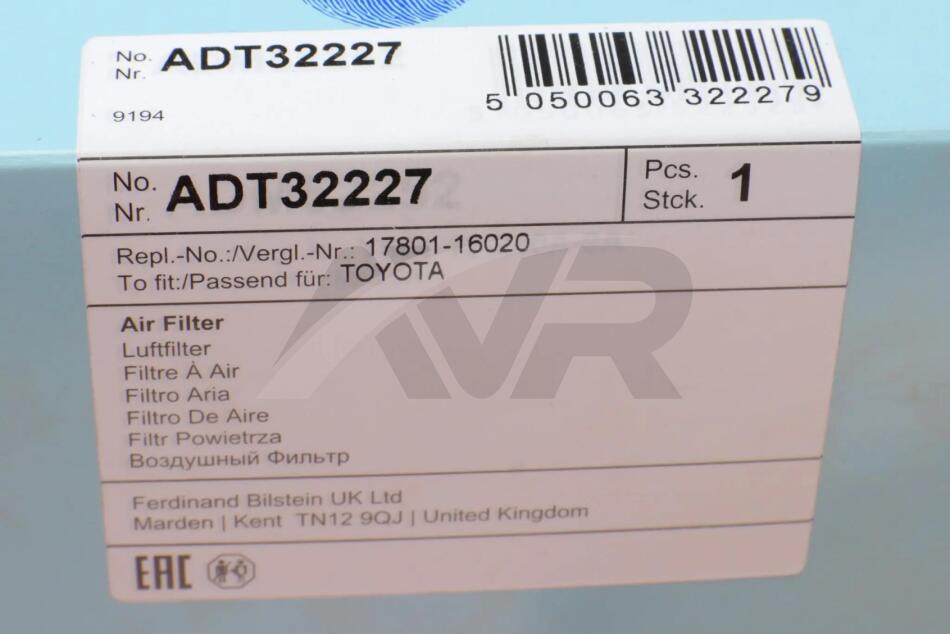 No. ADT32227
Nr.
9194
5 050063 322279
No. ADT32227
Nr.
Pcs. 1
Stck.
Repl.-No.:/Vergl.-Nr.: 17801-16020
To fit:/Passend für: TOYOTA
Air Filter
Luftfilter
Filtre À Air
Filtro Aria
Filtro De Aire
Filtr Powietrza
Воздушный Фильтр
Ferdinand Bilstein UK Ltd
Marden | Kent TN12 9QJ | United Kingdom
EAC
AVR